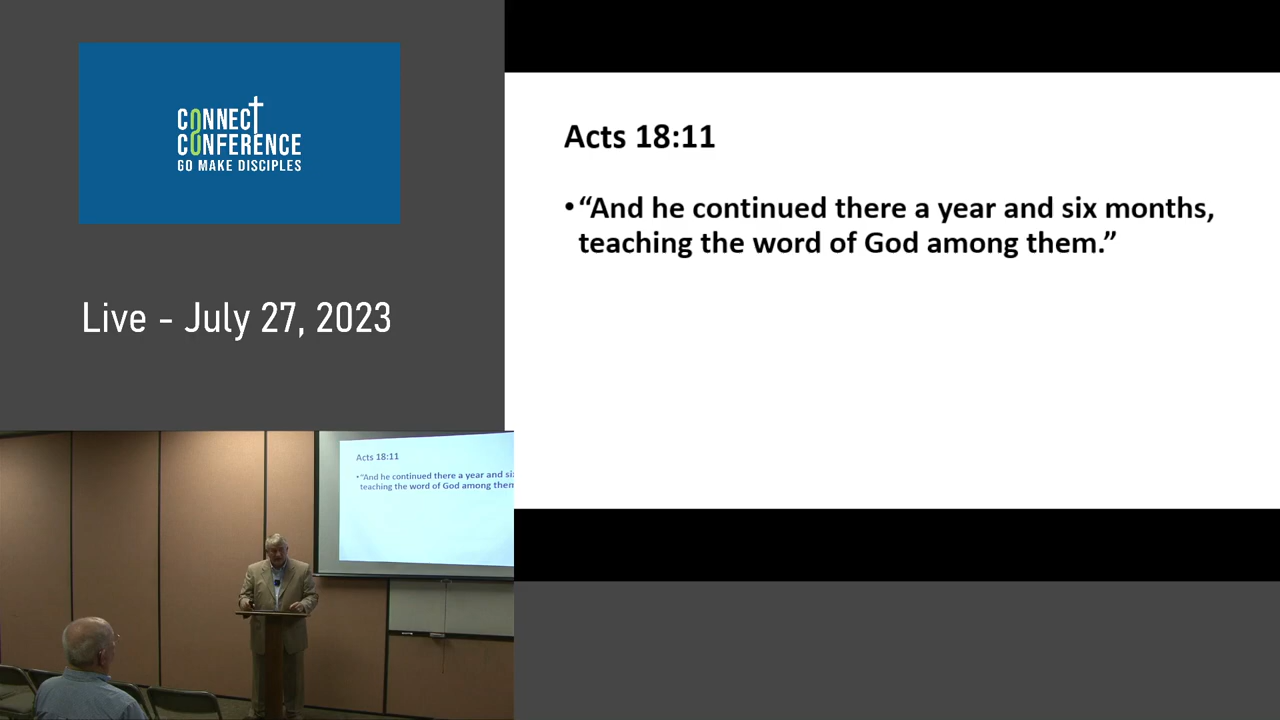 CONNECT
CONFERENCE
GO MAKE DISCIPLES
Live - July 27, 2023
Acts 18:11
•“And he continued there a year and six months,
teaching the word of God among them.”
Acts 18:11
•“And he continued there a year and si
teaching the word of God among them